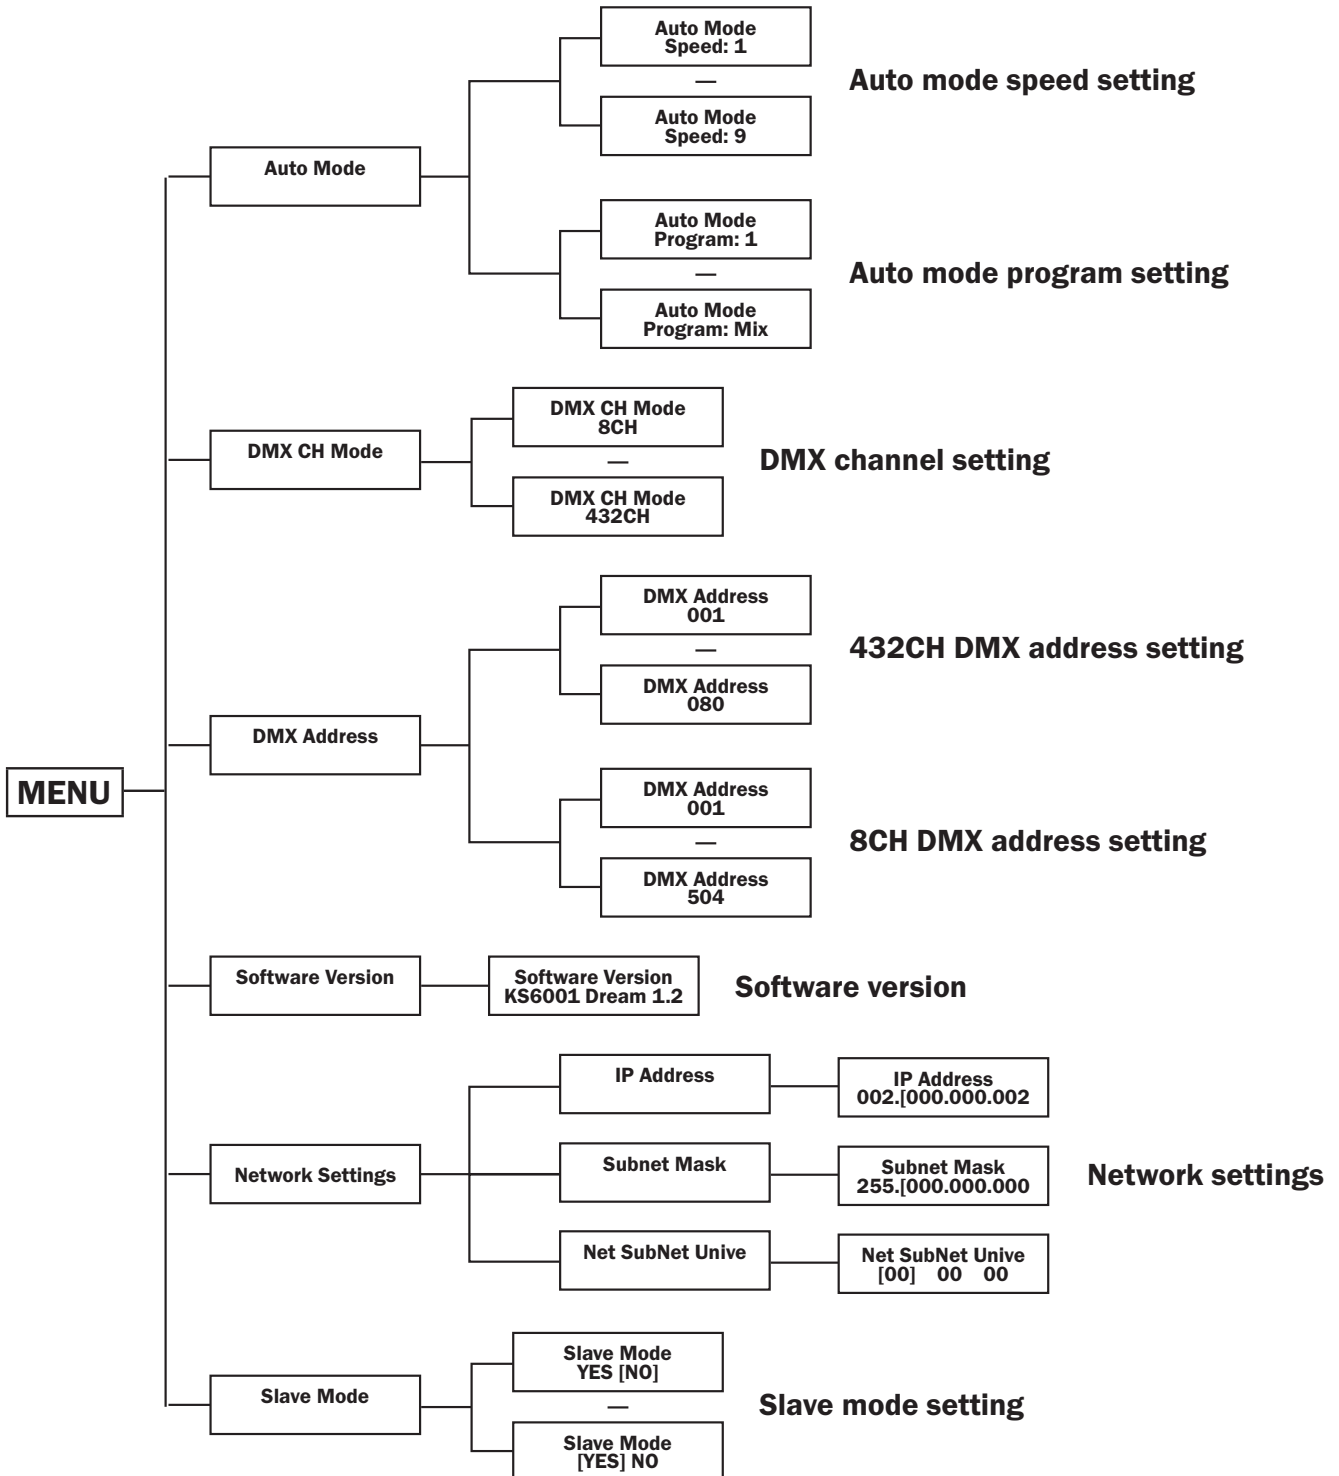 Auto Mode
Speed: 1
—
Auto Mode
Speed: 9
Auto mode speed setting
Auto Mode
Auto Mode
Program: 1
—
Auto Mode
Program: Mix
Auto mode program setting
DMX CH Mode
DMX CH Mode
8CH
—
DMX CH Mode
432CH
DMX channel setting
DMX Address
001
—
DMX Address
080
432CH DMX address setting
DMX Address
MENU
DMX Address
001
—
DMX Address
504
8CH DMX address setting
Software Version
Software Version
KS6001 Dream 1.2
Software version
Network Settings
IP Address
IP Address
002.[000.000.002
Subnet Mask
Subnet Mask
255.[000.000.000
Network settings
Net SubNet Unive
Net SubNet Unive
[00] 00 00
Slave Mode
Slave Mode
YES [NO]
—
Slave Mode
[YES] NO
Slave mode setting